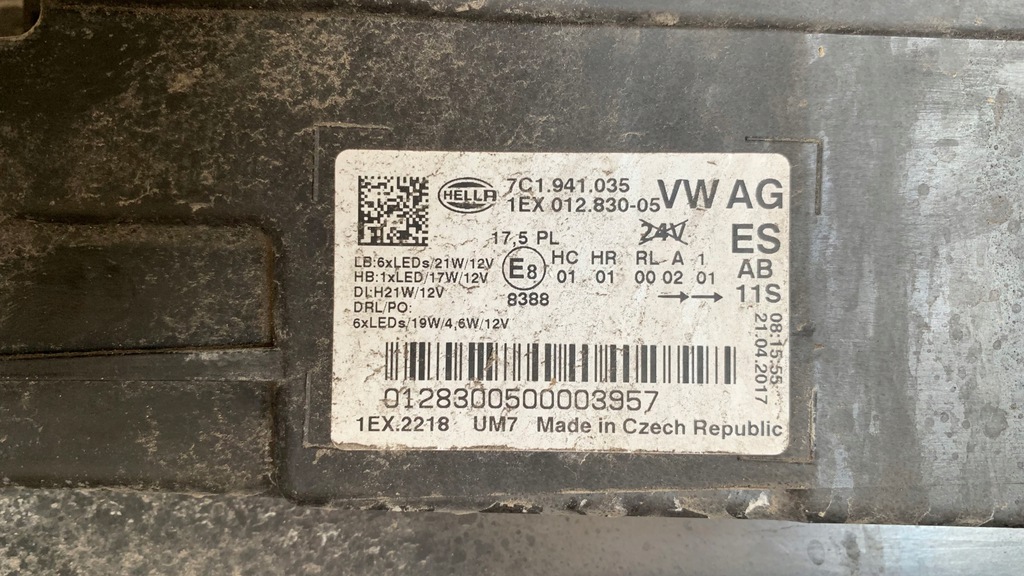 HELLA
7C1.941.035
1EX 012.830-05
VW AG
17,5 PL
24V
ES
LB:6xLEDs/21W/12V
HB:1xLED/17W/12V
DI:H21W/12V
DRL/PO:
6xLEDs/19W/4,6W/12V
E8
8388
HC HR RL A 1
01 01 00 02 01
AB
11S
08:15:55
21.04.2017
0128300500003957
1EX.2218 UM7 Made in Czech Republic